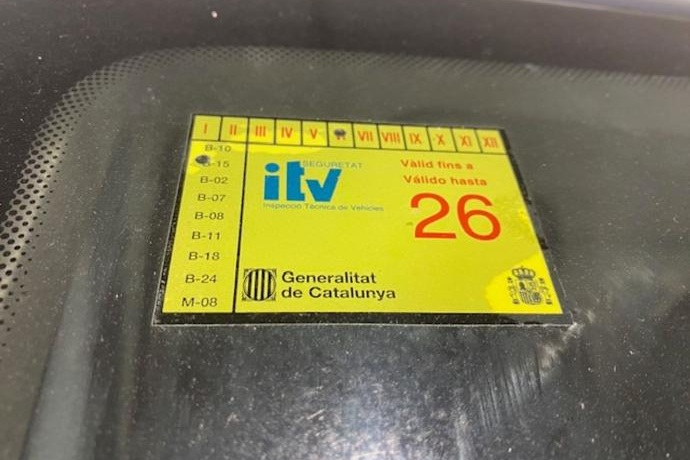 I II III IV V VII VIII IX X XI XII
B-10
B-15
B-02
B-07
B-08
B-11
B-18
B-24
M-08
SEGURETAT
itv
Inspecció Tècnica de Vehicles
Vàlid fins a
Válido hasta
26
Generalitat
de Catalunya